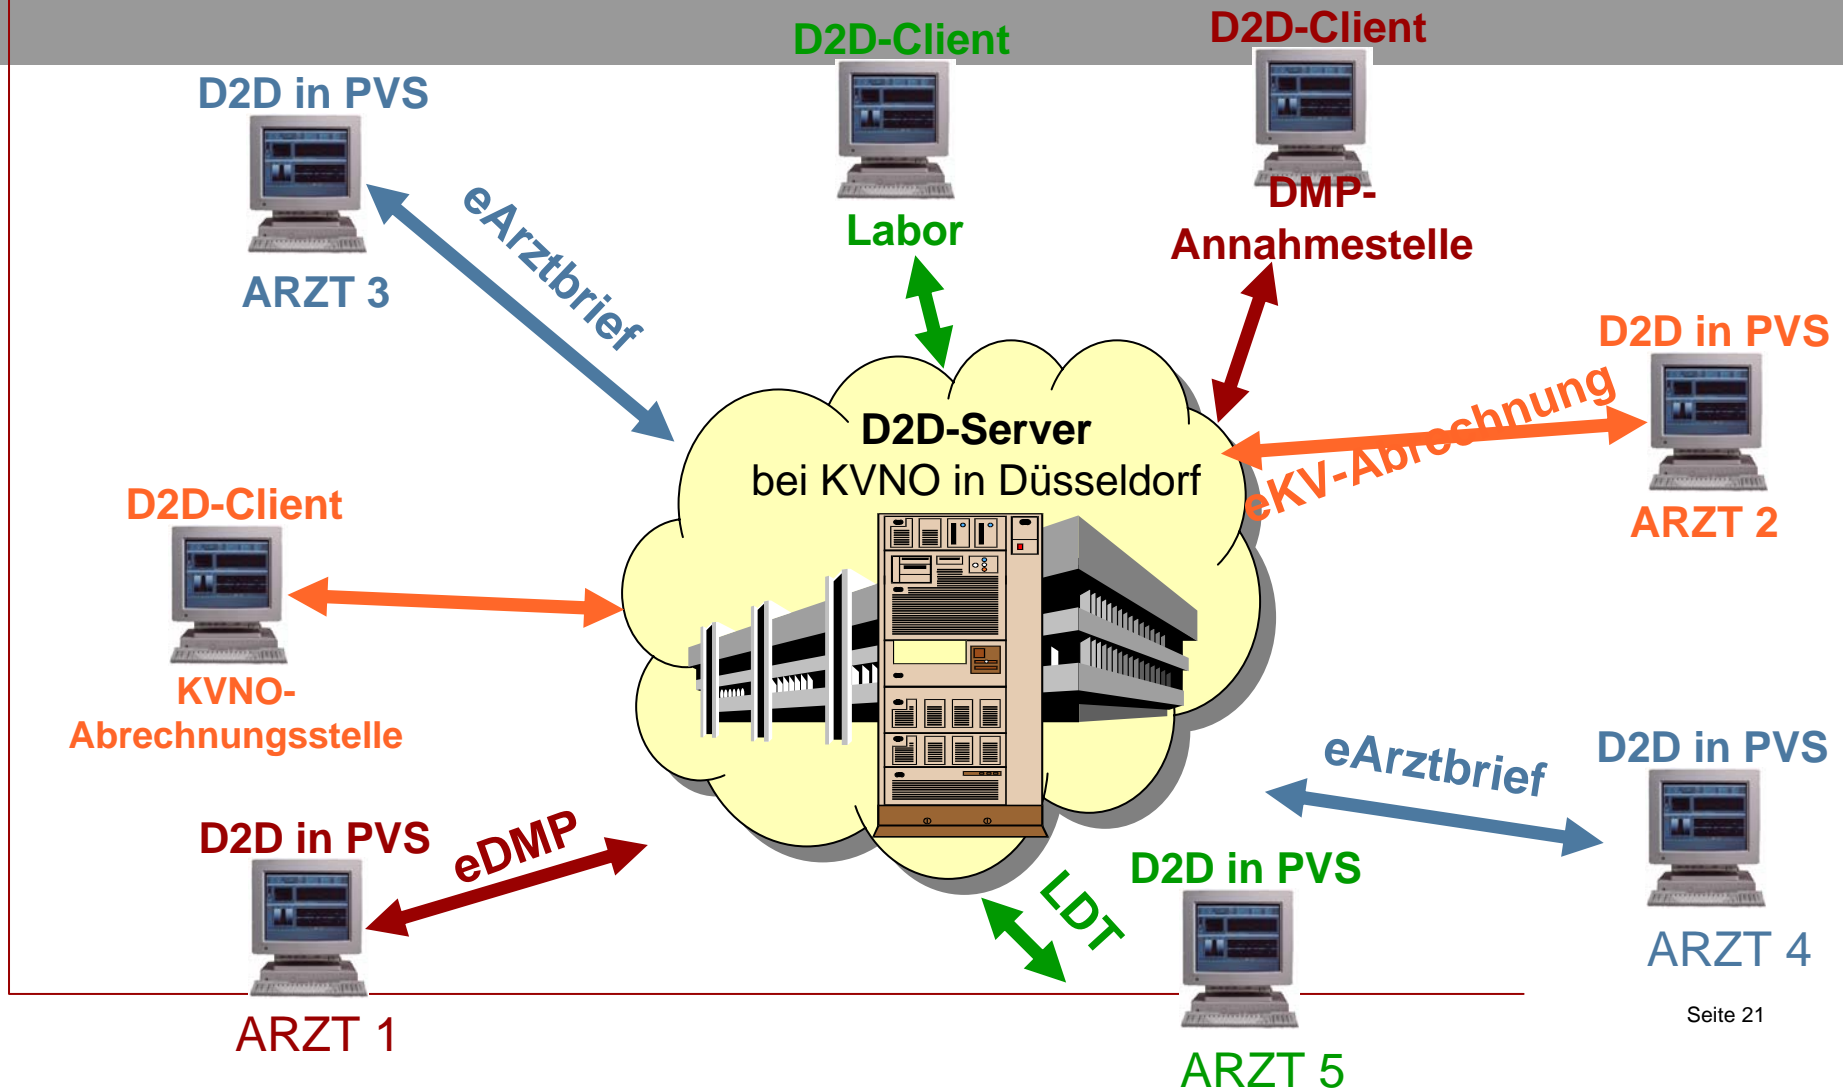 D2D-Client
D2D-Client
D2D in PVS
eArztbrief
ARZT 3
Labor
DMP-
Annahmestelle
D2D in PVS
eKV-Abrechnung
ARZT 2
D2D-Server
bei KVNO in Düsseldorf
D2D-Client
KVNO-
Abrechnungsstelle
eArztbrief
D2D in PVS
ARZT 4
D2D in PVS
eDMP
ARZT 1
LDT
D2D in PVS
ARZT 5
Seite 21